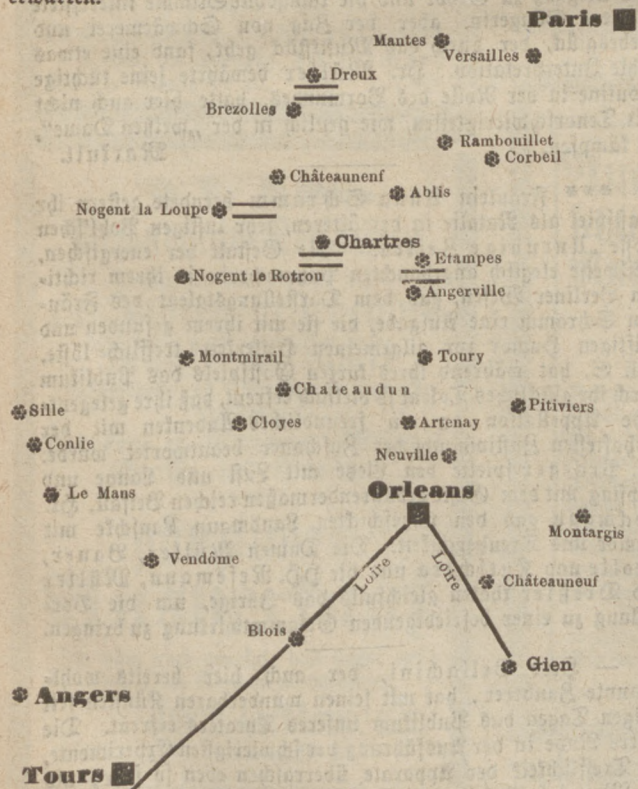 Paris
Mantes
Versailles
Dreux
Brezolles
Rambouillet
Corbeil
Châteaunenf
Ablis
Nogent la Loupe
Chartres
Etampes
Nogent le Rotrou
Angerville
Montmirail
Toury
Chateaudun
Sille
Pitiviers
Cloyes
Artenay
Conlie
Neuville
Le Mans
Orleans
Montargis
Vendôme
Loire
Loire
Châteauneuf
Blois
Gien
Angers
Tours